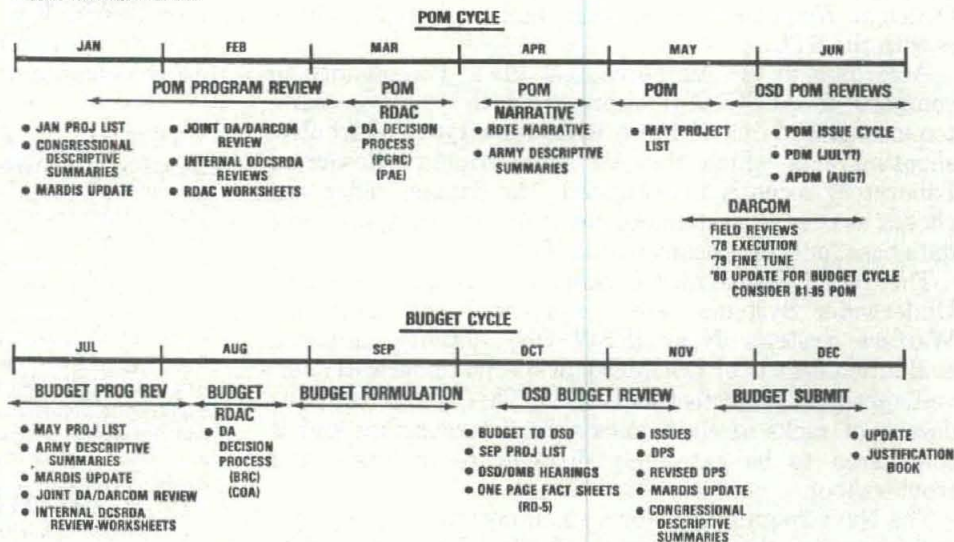 POM CYCLE
JAN FEB MAR APR MAY JUN
POM PROGRAM REVIEW
• JAN PROJ LIST
• CONGRESSIONAL
DESCRIPTIVE
SUMMARIES
• MARDIS UPDATE
• JOINT DA/DARCOM
REVIEW
• INTERNAL ODCSRDA
REVIEWS
• RDAC WORKSHEETS
POM
RDAC
• DA DECISION
PROCESS
(PGRC)
(PAE)
POM
NARRATIVE
• RDTE NARRATIVE
• ARMY DESCRIPTIVE
SUMMARIES
POM
• MAY PROJECT
LIST
OSD POM REVIEWS
• POM ISSUE CYCLE
• PDM (JULY)
• APDM (AUG?)
DARCOM
FIELD REVIEWS
'78 EXECUTION
'79 FINE TUNE
'80 UPDATE FOR BUDGET CYCLE
CONSIDER 81-85 POM
BUDGET CYCLE
JUL AUG SEP OCT NOV DEC
BUDGET PROG REV
• MAY PROJ LIST
• ARMY DESCRIPTIVE
SUMMARIES
• MARDIS UPDATE
• JOINT DA/DARCOM REVIEW
• INTERNAL DCSRDA
REVIEW-WORKSHEETS
BUDGET
RDAC
• DA
DECISION
PROCESS
(BRC)
(COA)
BUDGET FORMULATION
OSD BUDGET REVIEW
• BUDGET TO OSD
• SEP PROJ LIST
• OSD/OMB HEARINGS
• ONE PAGE FACT SHEETS
(RD-5)
• ISSUES
• DPS
• REVISED DPS
• MARDIS UPDATE
• CONGRESSIONAL
DESCRIPTIVE
SUMMARIES
BUDGET SUBMIT
• UPDATE
• JUSTIFICATION
BOOK